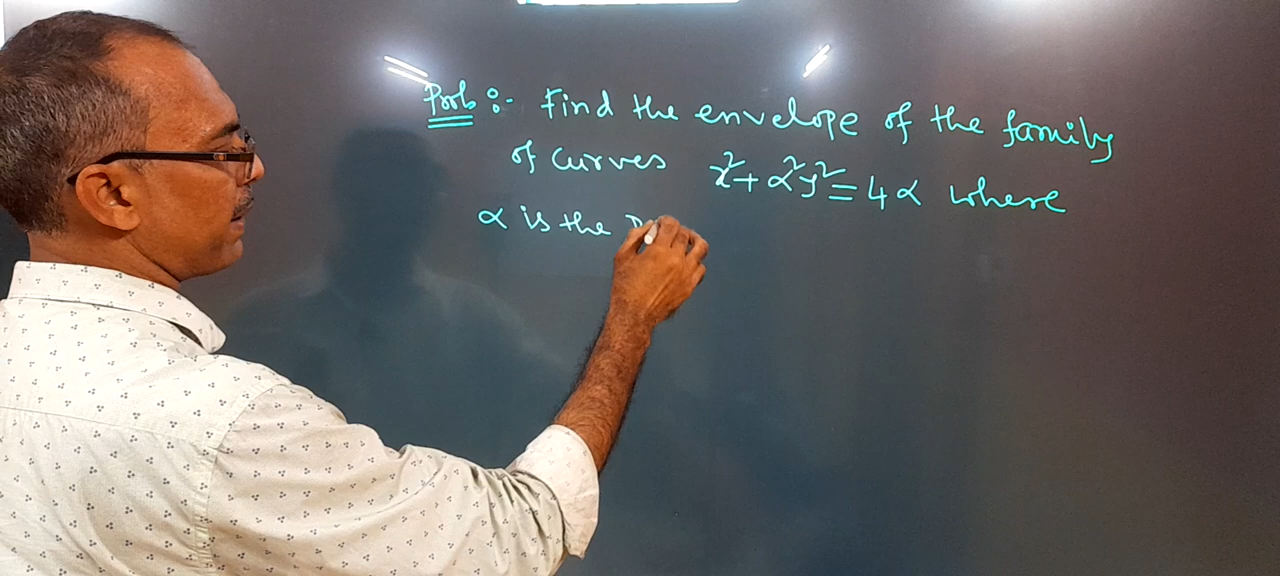 Prob :- Find the envelope of the family
of curves x²+α²y²=4α where
α is the